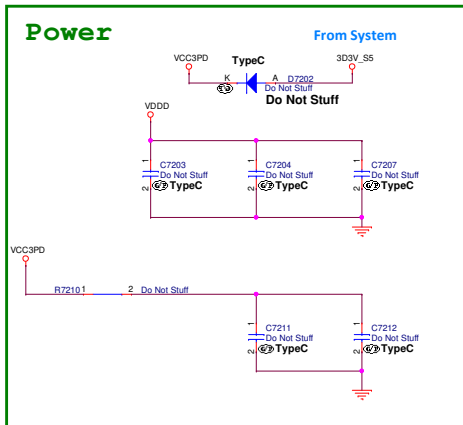 Power
From System
TypeC
VCC3PD
3D3V_S5
K
A
D7202
Do Not Stuff
Do Not Stuff
VDDD
1
C7203
Do Not Stuff
2
TypeC
1
C7204
Do Not Stuff
2
TypeC
1
C7207
Do Not Stuff
2
TypeC
VCC3PD
R7210 1
2
Do Not Stuff
1
C7211
Do Not Stuff
2
TypeC
1
C7212
Do Not Stuff
2
TypeC